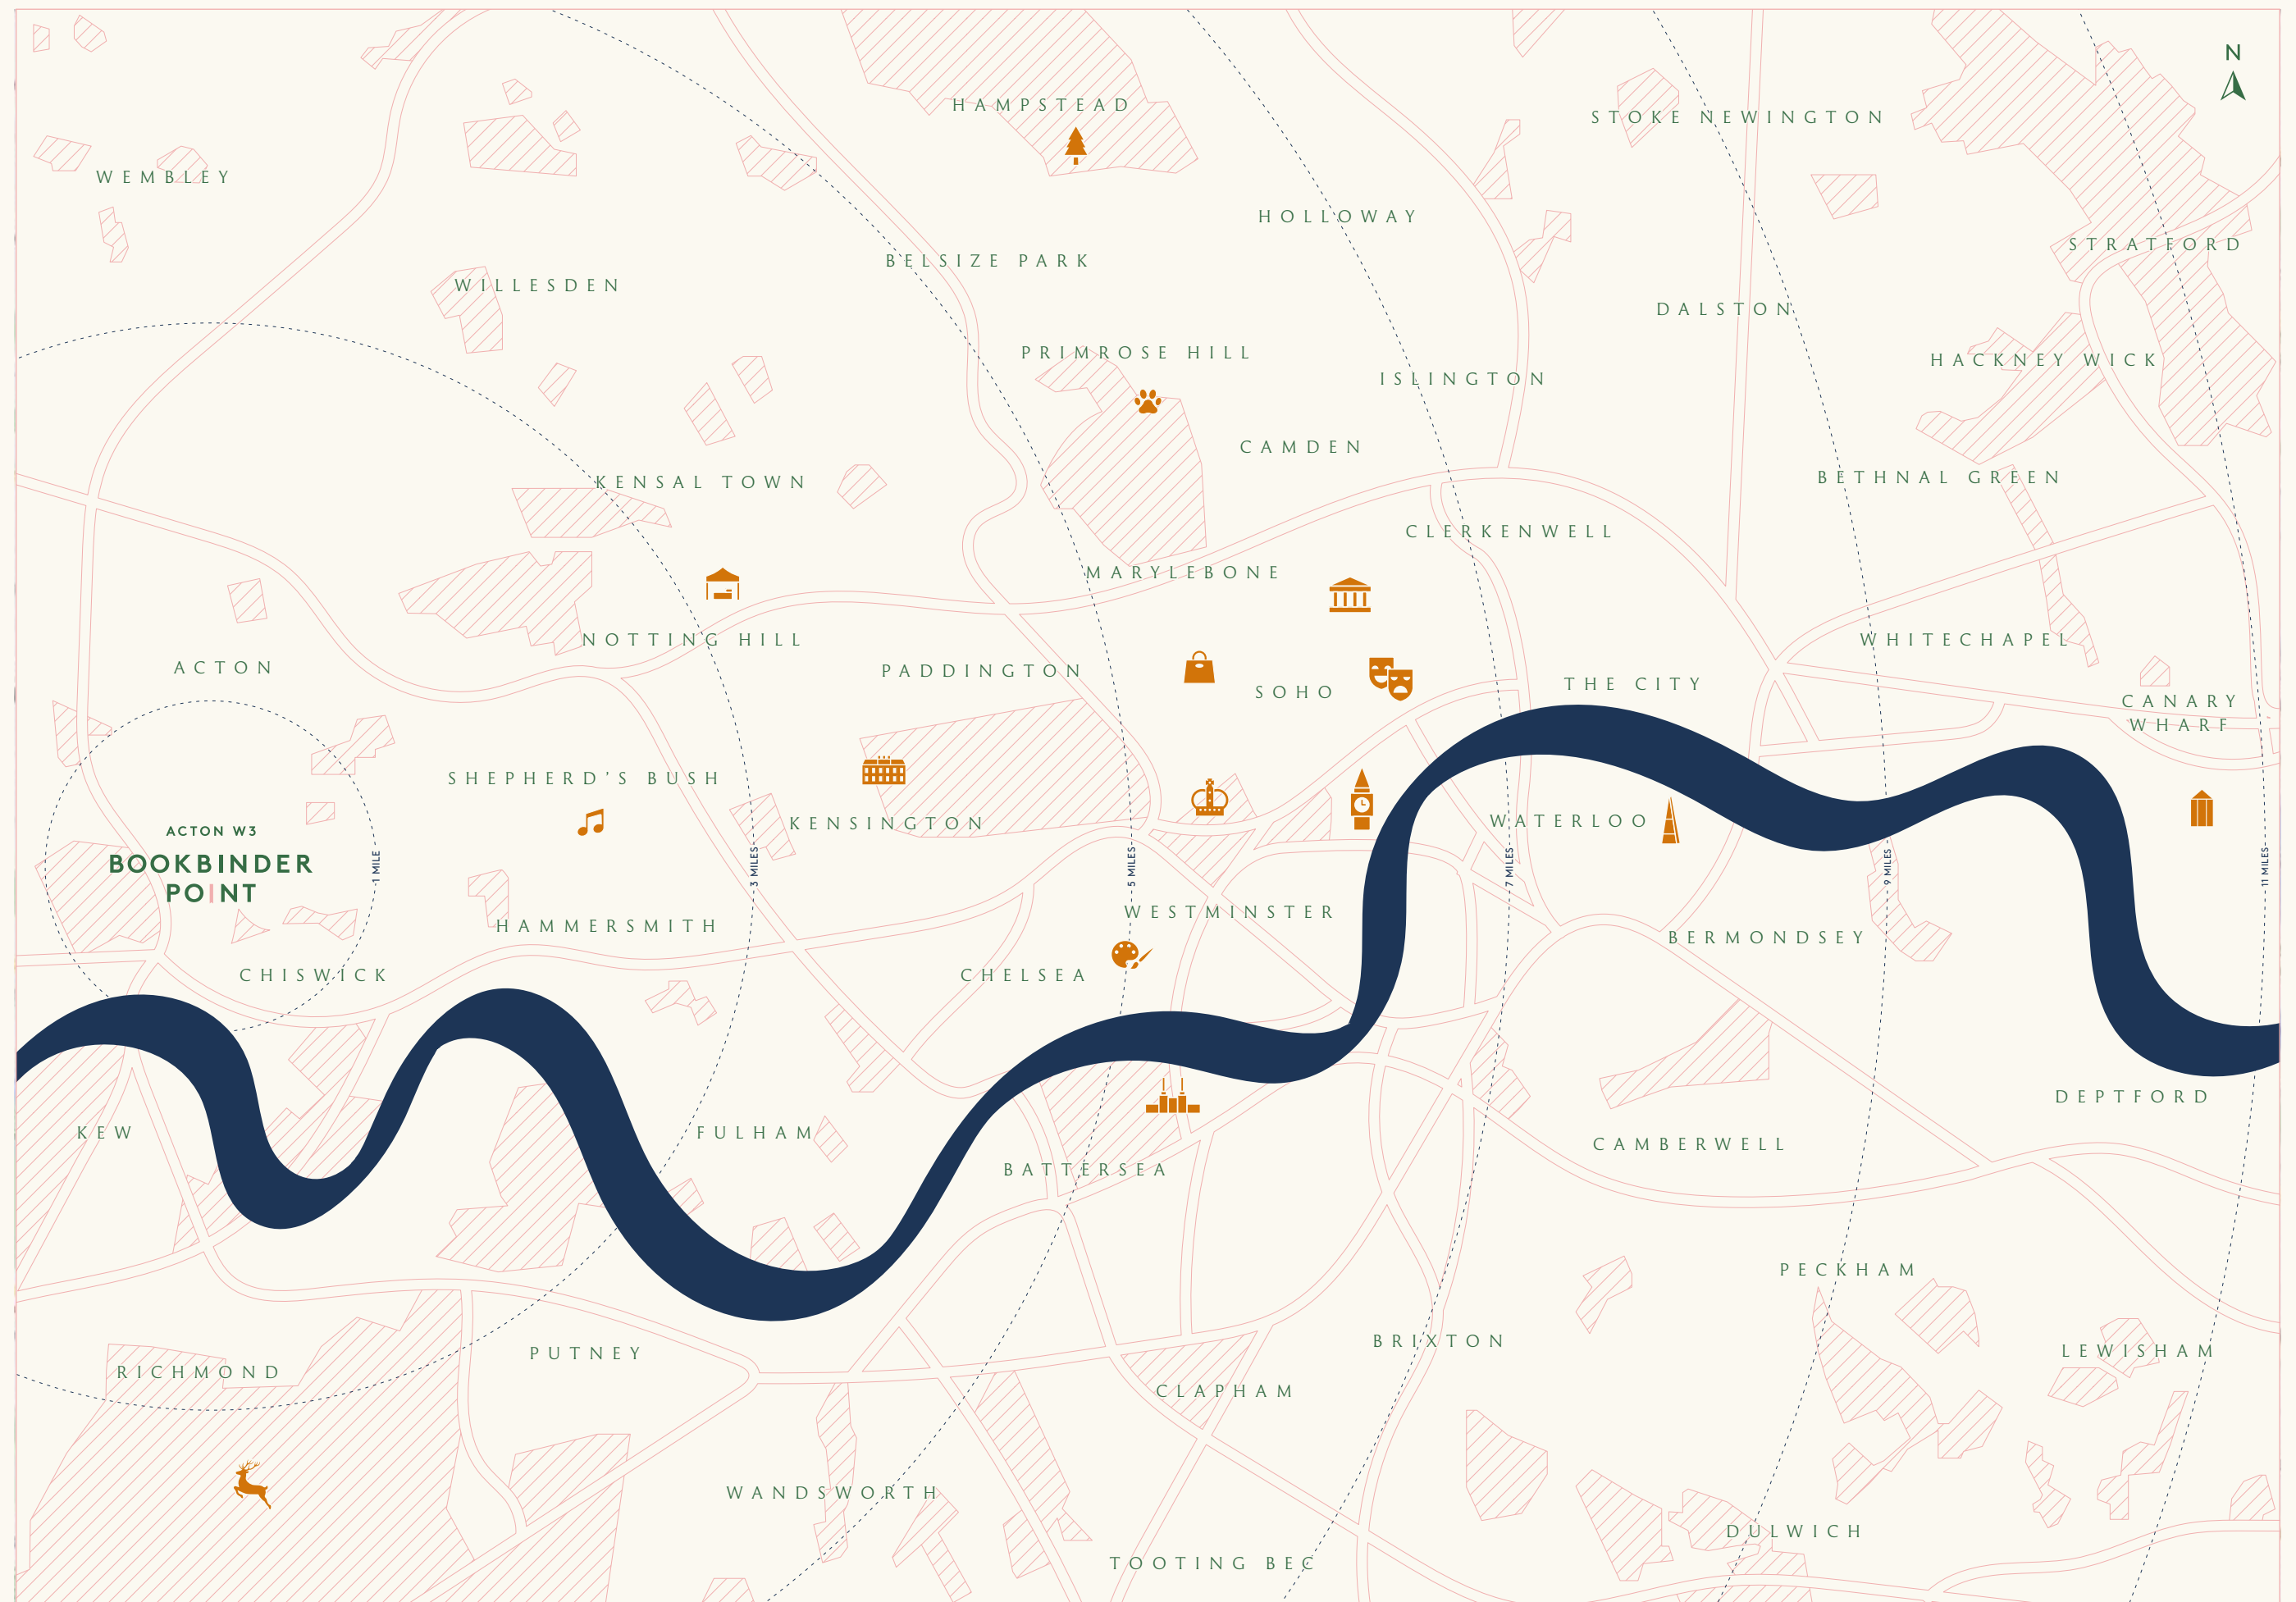 N
HAMPSTEAD
STOKE NEWINGTON
WEMBLEY
HOLLOWAY
STRATFORD
BELSIZE PARK
WILLESDEN
DALSTON
PRIMROSE HILL
HACKNEY WICK
ISLINGTON
CAMDEN
BETHNAL GREEN
KENSAL TOWN
CLERKENWELL
MARYLEBONE
NOTTING HILL
WHITECHAPEL
ACTON
PADDINGTON
THE CITY
SOHO
CANARY
WHARF
SHEPHERD'S BUSH
WATERLOO
KENSINGTON
ACTON W3
BOOKBINDER
POINT
1 MILE
3 MILES
5 MILES
7 MILES
9 MILES
11 MILES
WESTMINSTER
HAMMERSMITH
BERMONDSEY
CHISWICK
CHELSEA
DEPTFORD
KEW
FULHAM
CAMBERWELL
BATTERSEA
PECKHAM
BRIXTON
LEWISHAM
PUTNEY
RICHMOND
CLAPHAM
WANDSWORTH
DULWICH
TOOTING BEC